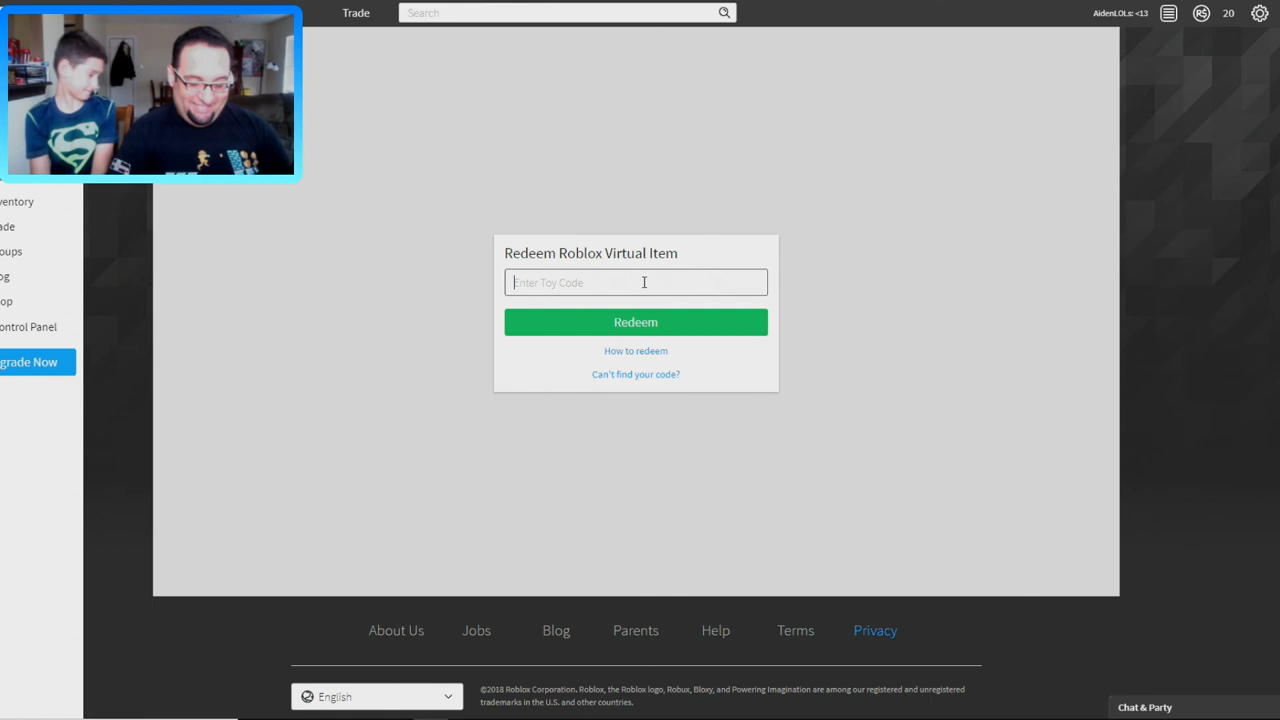 Trade
Search
AidenLOLs: <13
20
ventory
ade
oups
og
op
ontrol Panel
grade Now
Redeem Roblox Virtual Item
Enter Toy Code
Redeem
How to redeem
Can't find your code?
About Us
Jobs
Blog
Parents
Help
Terms
Privacy
English
©2018 Roblox Corporation. Roblox, the Roblox logo, Robux, Bloxy, and Powering Imagination are among our registered and unregistered
trademarks in the U.S. and other countries.
Chat & Party